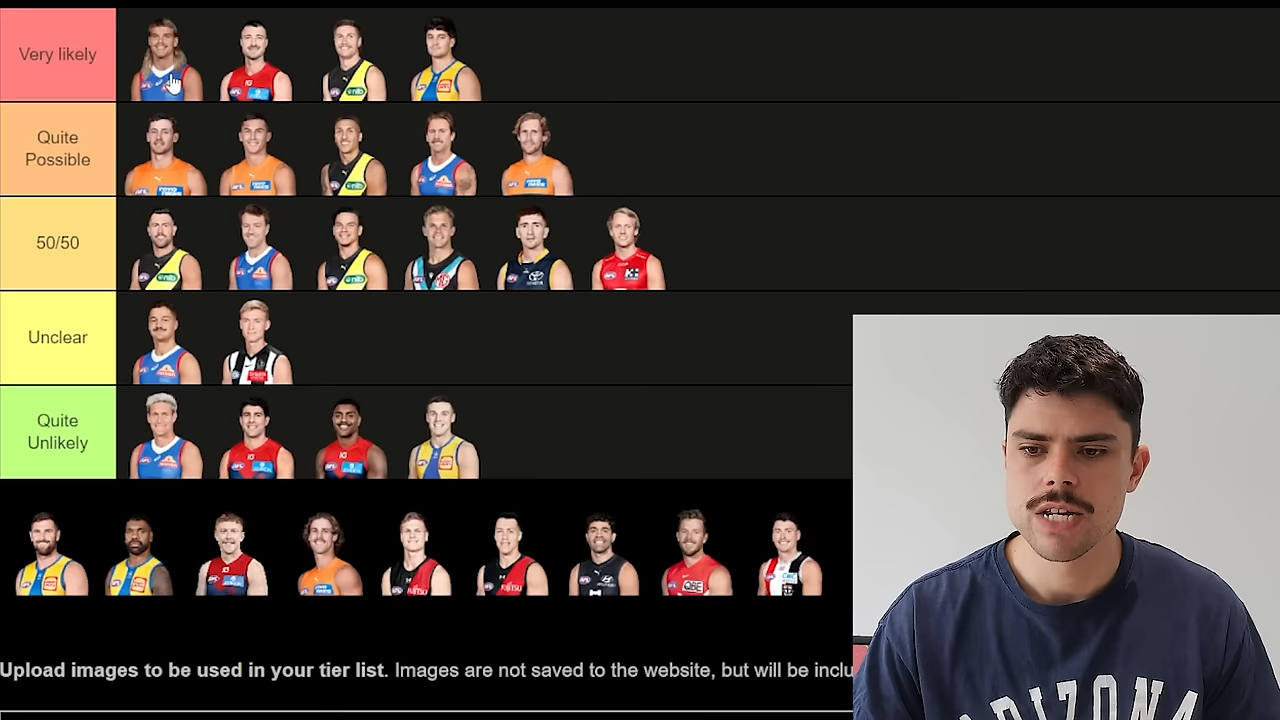 Very likely
Quite
Possible
50/50
Unclear
Quite
Unlikely
Upload images to be used in your tier list. Images are not saved to the website, but will be inclu
ARIZONA